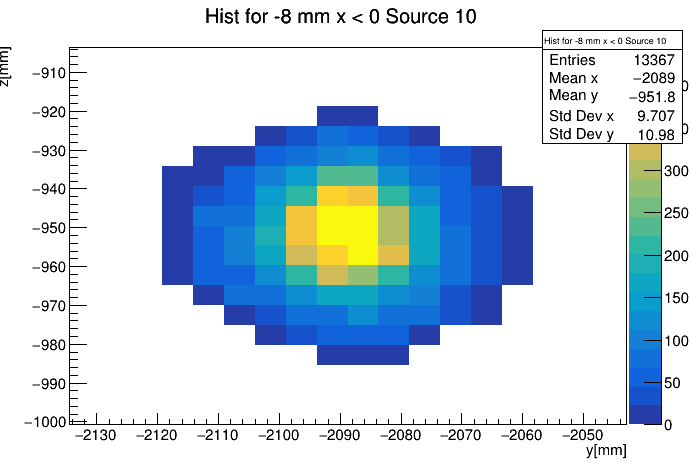 Hist for -8 mm x < 0 Source 10
Hist for -8 mm x < 0 Source 10
Entries 13367
Mean x −2089
Mean y −951.8
Std Dev x 9.707
Std Dev y 10.98
z[mm]
−910
−920
−930
−940
−950
−960
−970
−980
−990
−1000
−2130 −2120 −2110 −2100 −2090 −2080 −2070 −2060 −2050
y[mm]
300
250
200
150
100
50
0